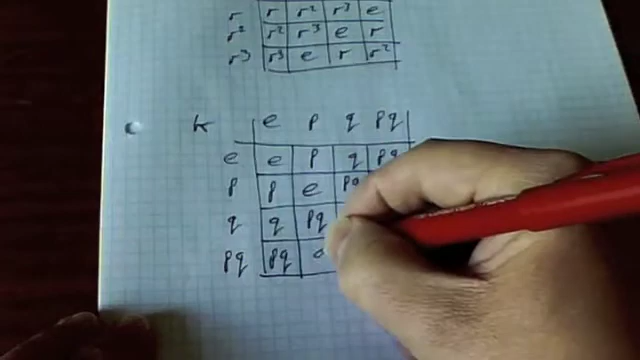 r r r² r³ e
r² r² r³ e r
r³ r³ e r r²
K e p q pq
e e p q pq
p p e pq
q q pq
pq pq